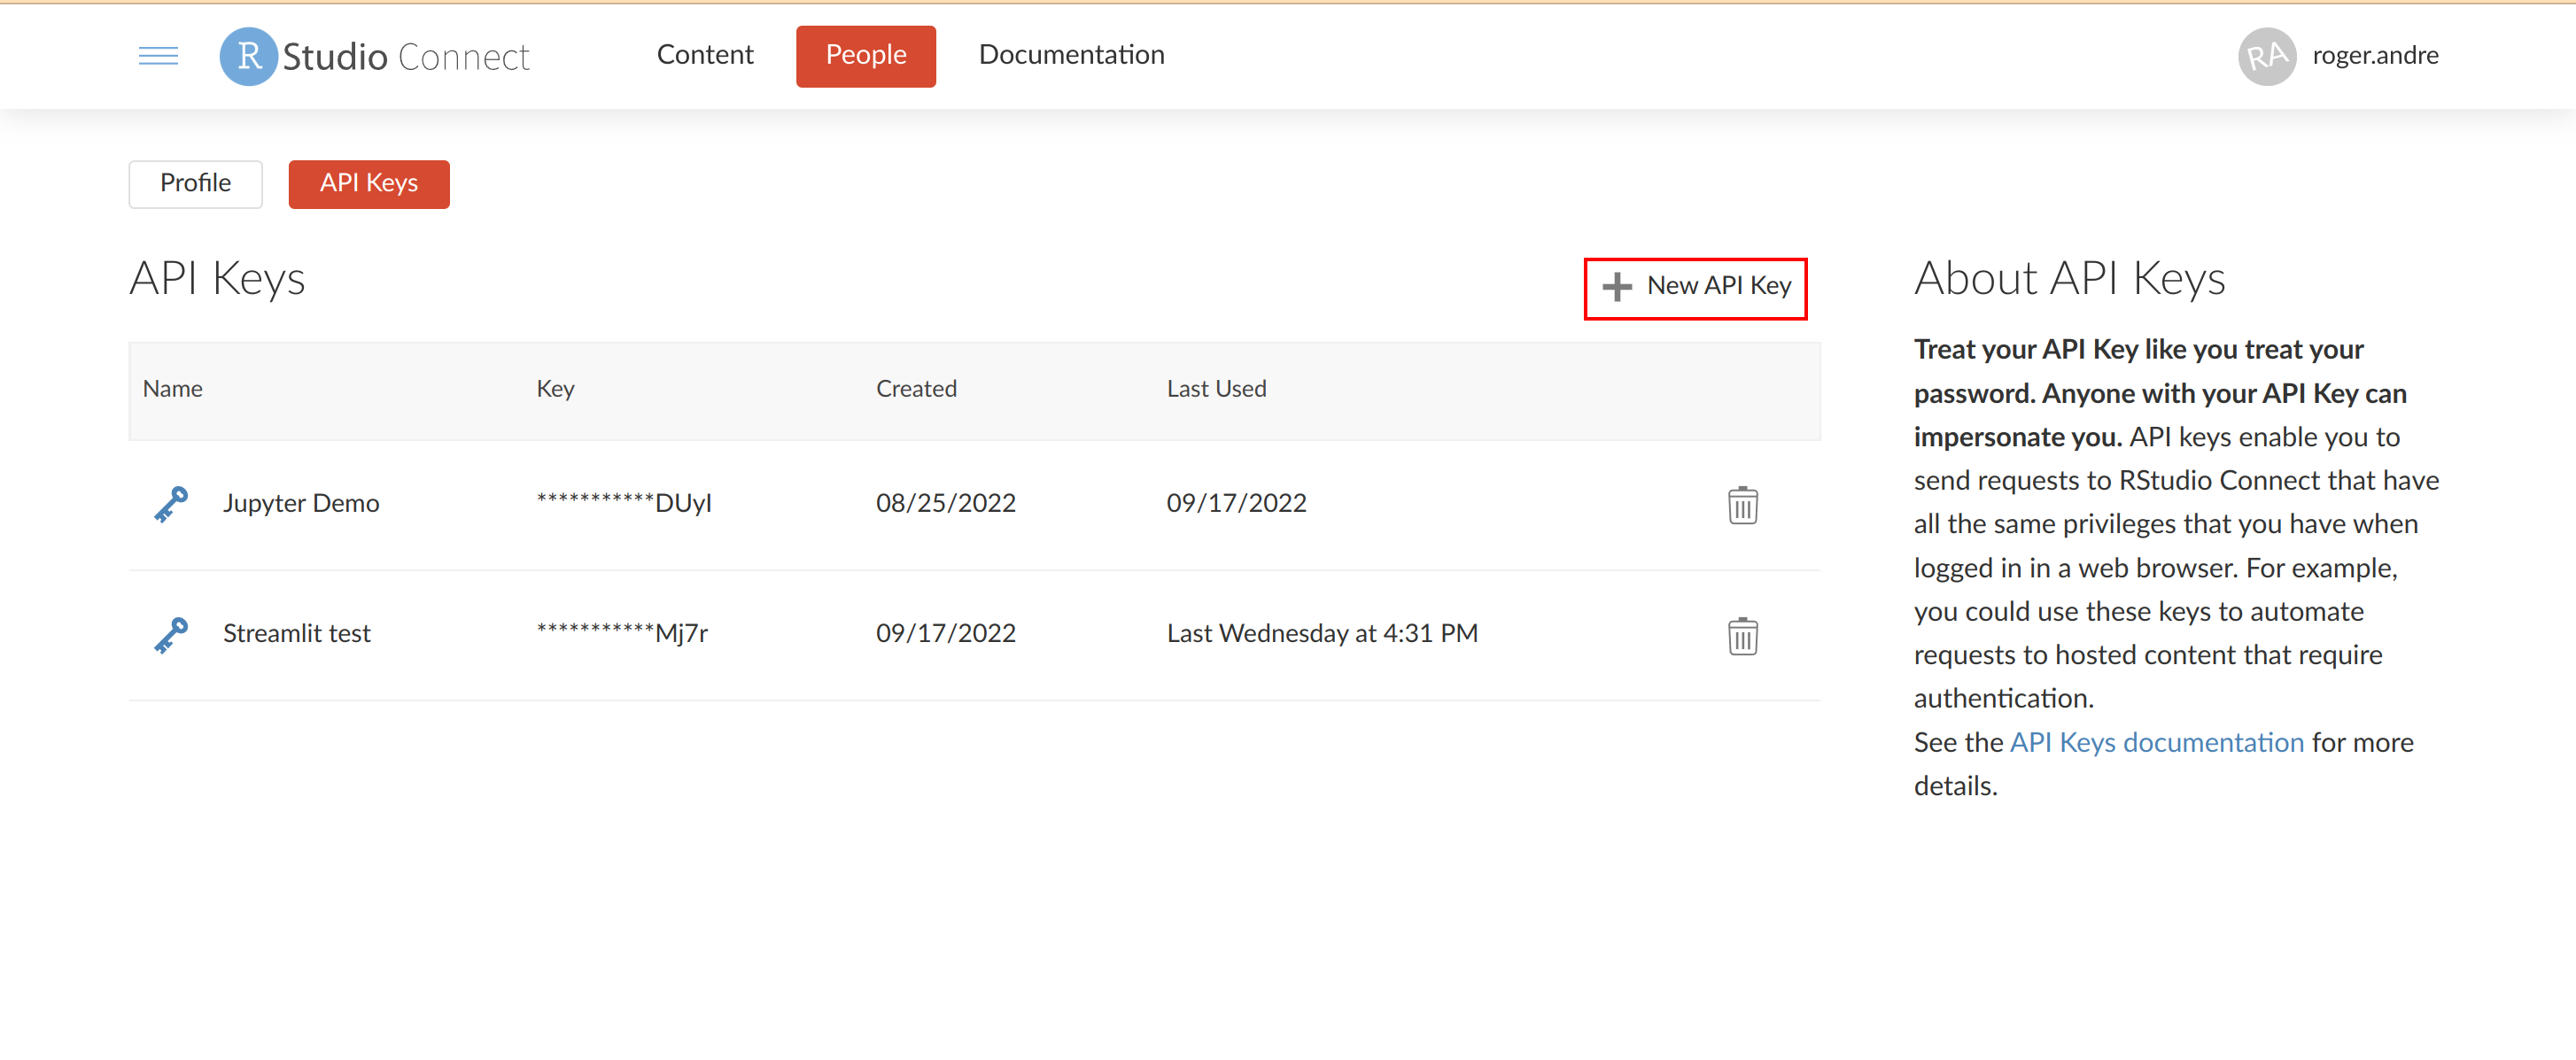 R Studio Connect Content People Documentation RA roger.andre
Profile API Keys
API Keys
New API Key
Name Key Created Last Used
Jupyter Demo ***********DUyI 08/25/2022 09/17/2022
Streamlit test ***********Mj7r 09/17/2022 Last Wednesday at 4:31 PM
About API Keys
Treat your API Key like you treat your
password. Anyone with your API Key can
impersonate you. API keys enable you to
send requests to RStudio Connect that have
all the same privileges that you have when
logged in in a web browser. For example,
you could use these keys to automate
requests to hosted content that require
authentication.
See the API Keys documentation for more
details.